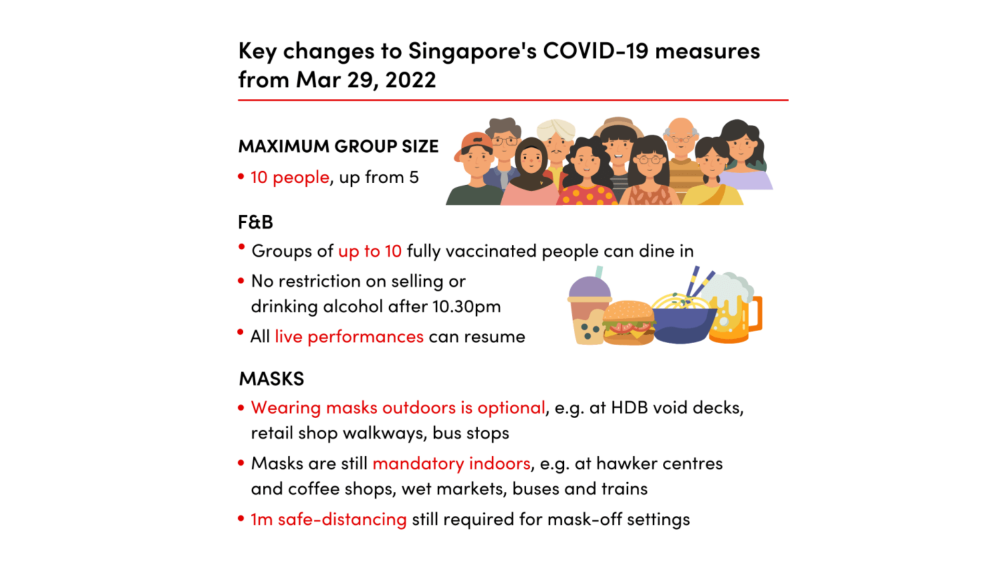 Key changes to Singapore's COVID-19 measures
from Mar 29, 2022
MAXIMUM GROUP SIZE
• 10 people, up from 5
F&B
• Groups of up to 10 fully vaccinated people can dine in
• No restriction on selling or
drinking alcohol after 10.30pm
• All live performances can resume
MASKS
• Wearing masks outdoors is optional, e.g. at HDB void decks,
retail shop walkways, bus stops
• Masks are still mandatory indoors, e.g. at hawker centres
and coffee shops, wet markets, buses and trains
• 1m safe-distancing still required for mask-off settings